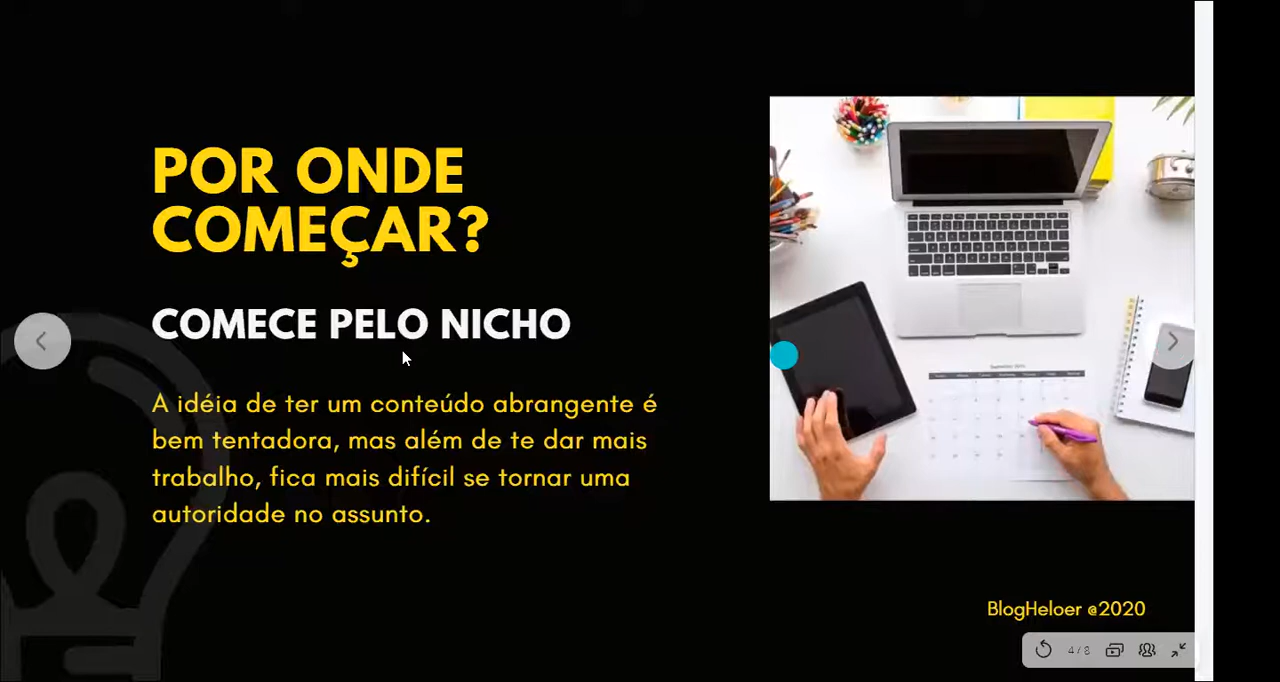 POR ONDE
COMEÇAR?
COMECE PELO NICHO
A idéia de ter um conteúdo abrangente é
bem tentadora, mas além de te dar mais
trabalho, fica mais difícil se tornar uma
autoridade no assunto.
BlogHeloer @2020
4/8